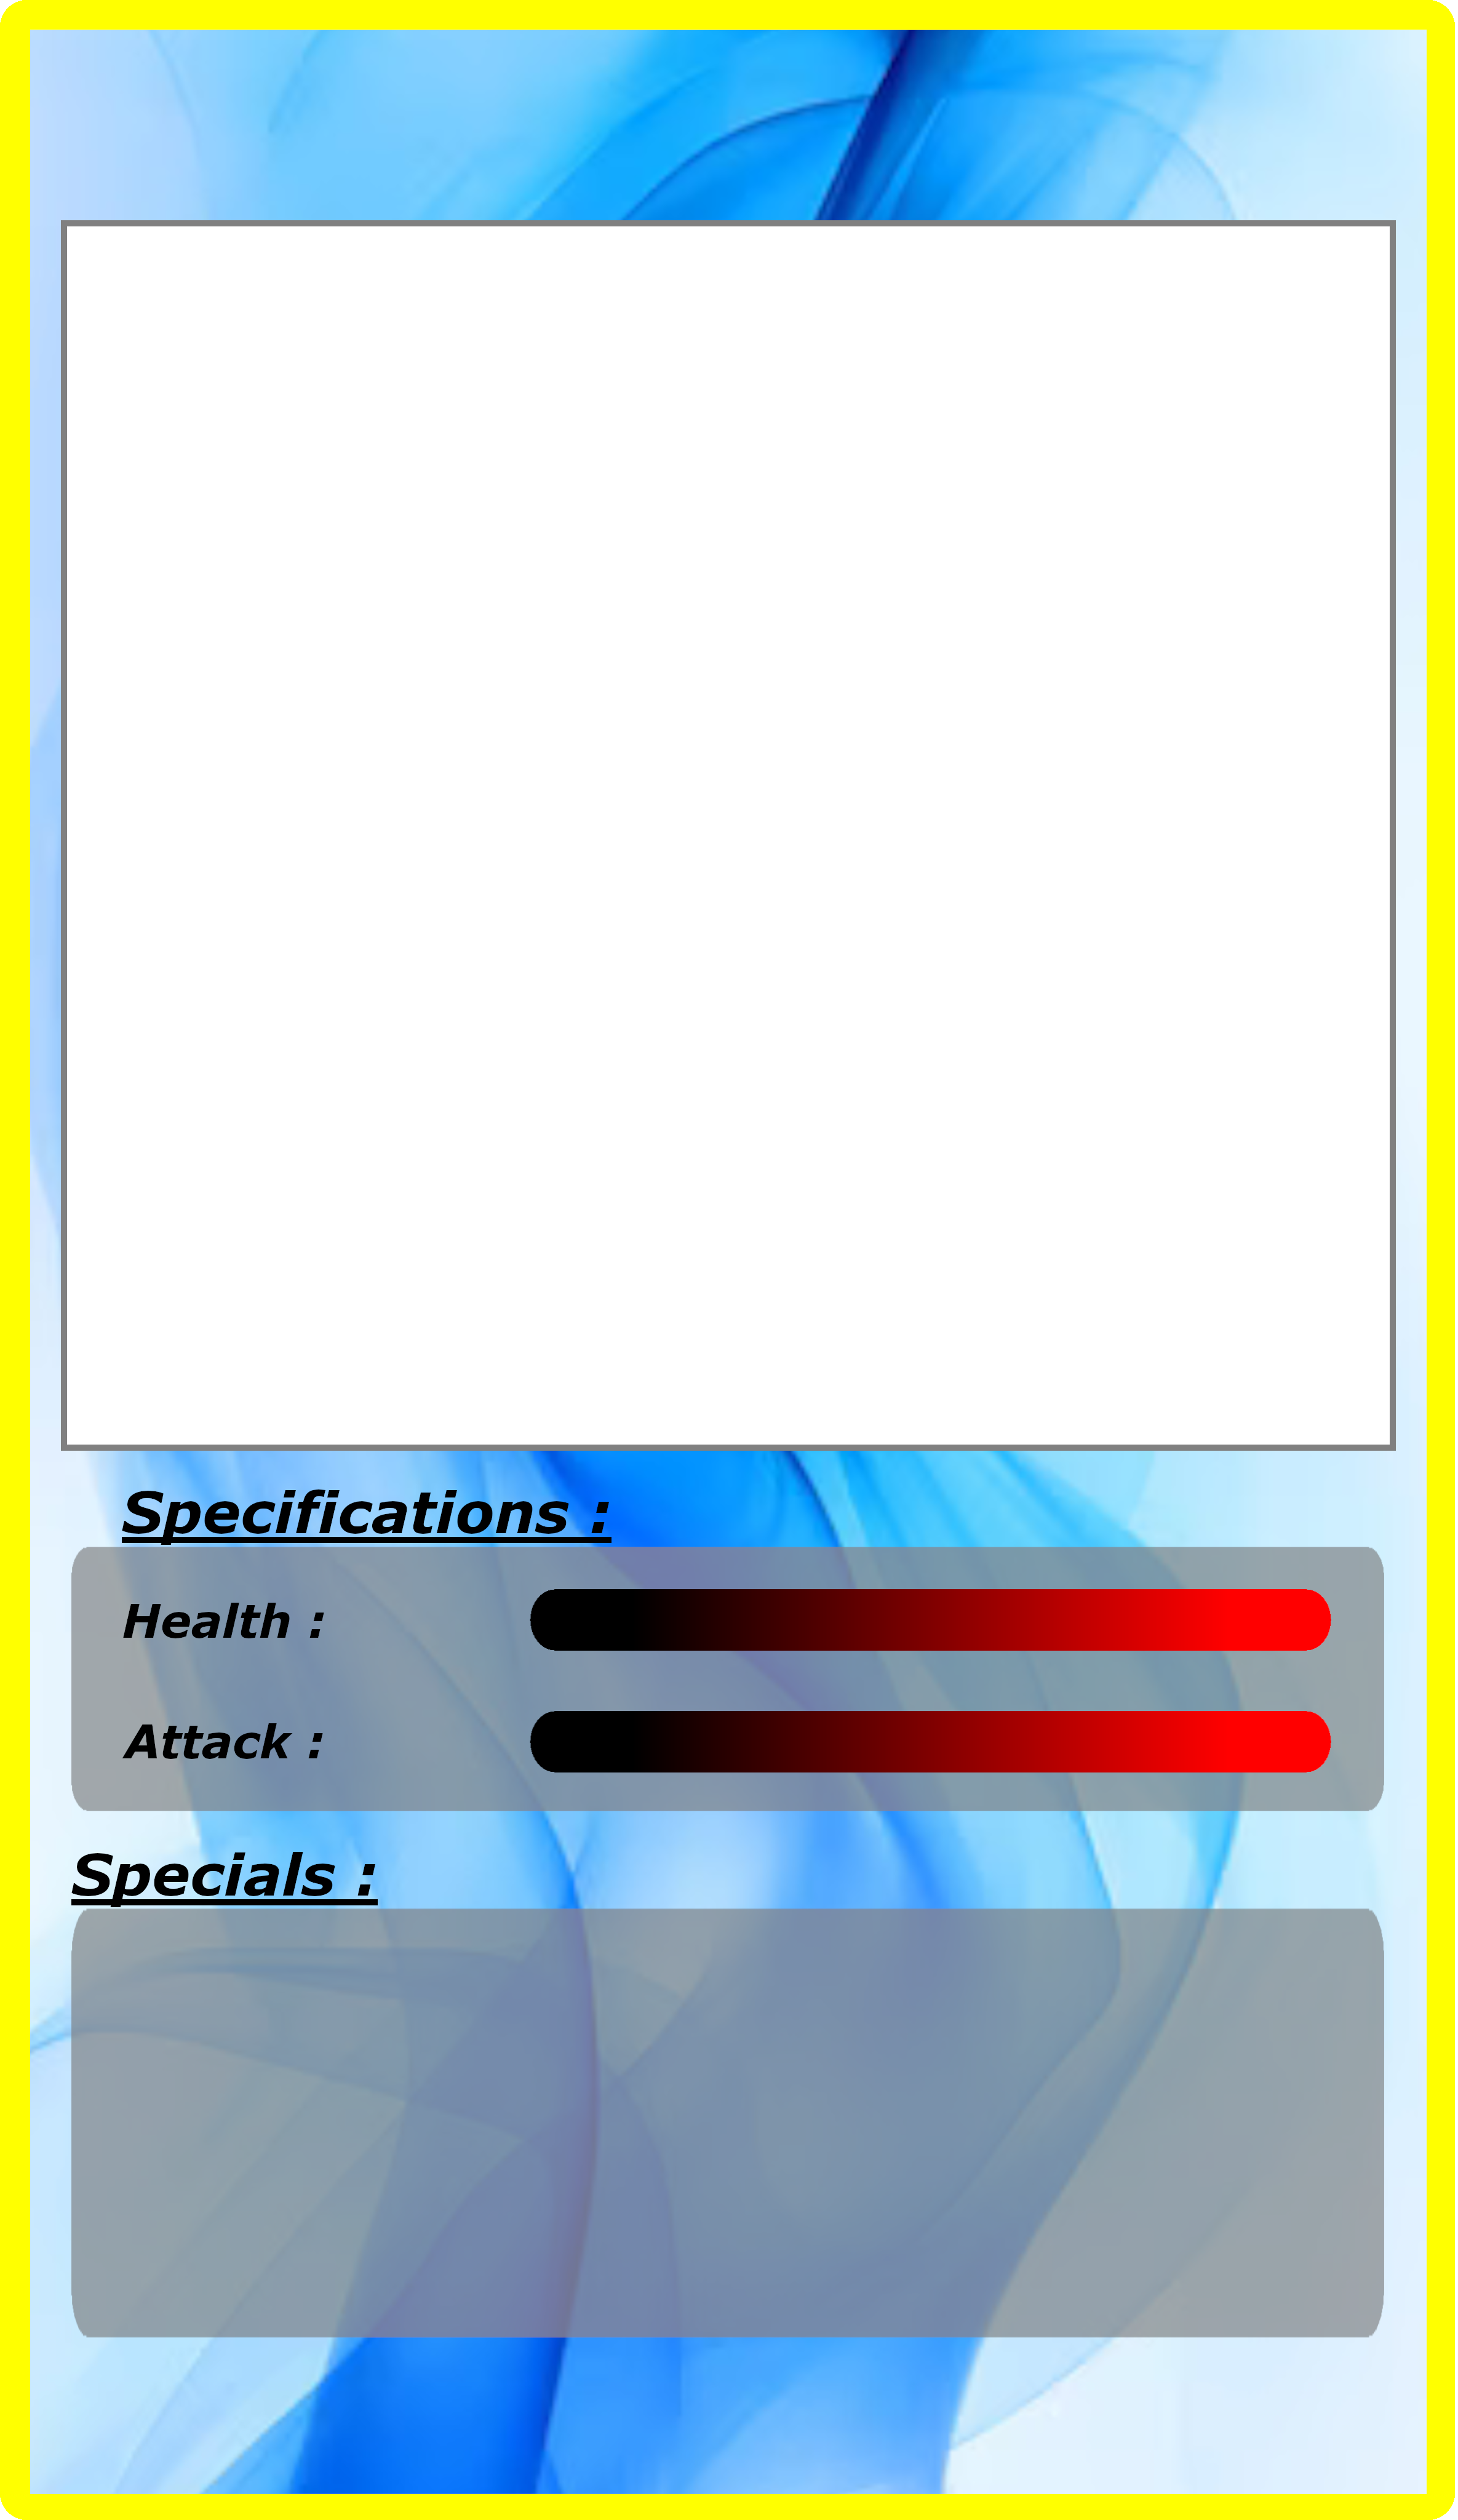 Specifications :
Health :
Attack :
Specials :